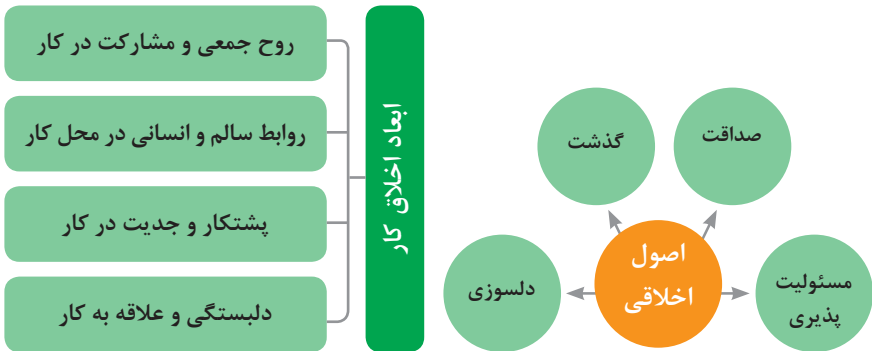 صداقت
گذشت
اصول
اخلاقی
مسئولیت
پذیری
دلسوزی
ابعاد اخلاق کار
روح جمعی و مشارکت در کار
روابط سالم و انسانی در محل کار
پشتکار و جدیت در کار
دلبستگی و علاقه به کار